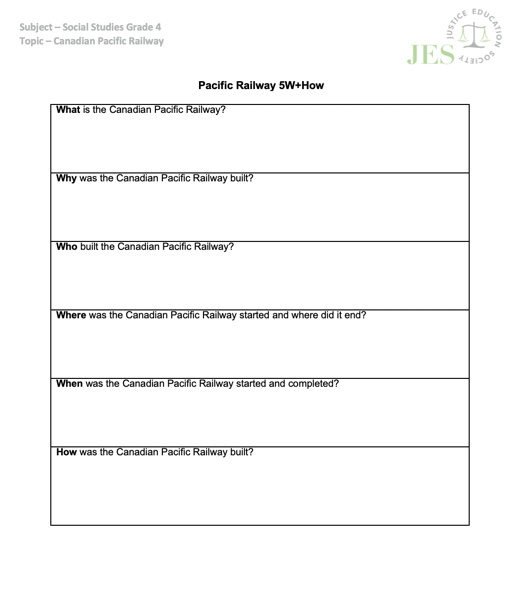 Subject – Social Studies Grade 4
Topic – Canadian Pacific Railway
JUSTICE EDUCATION SOCIETY
JES
Pacific Railway 5W+How
What is the Canadian Pacific Railway?
Why was the Canadian Pacific Railway built?
Who built the Canadian Pacific Railway?
Where was the Canadian Pacific Railway started and where did it end?
When was the Canadian Pacific Railway started and completed?
How was the Canadian Pacific Railway built?